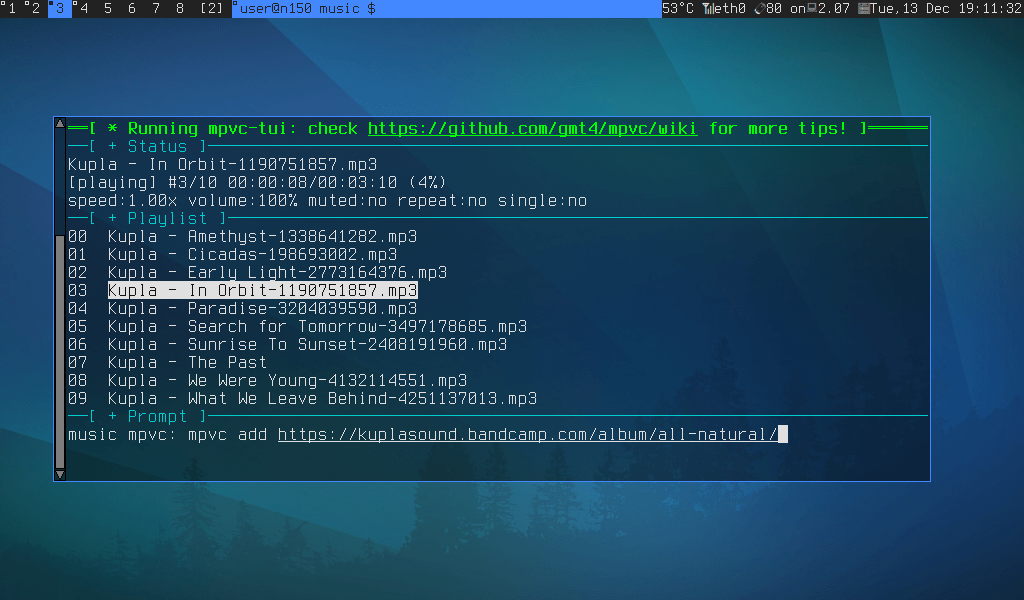 1 2 3 4 5 6 7 8 [2] user@n150 music $ 53°C eth0 80 on 2.07 Tue,13 Dec 19:11:32
[ * Running mpvc-tui: check https://github.com/gmt4/mpvc/wiki for more tips! ]
[ + Status ]
Kupla - In Orbit-1190751857.mp3
[playing] #3/10 00:00:08/00:03:10 (4%)
speed:1.00x volume:100% muted:no repeat:no single:no
[ + Playlist ]
00 Kupla - Amethyst-1338641282.mp3
01 Kupla - Cicadas-198693002.mp3
02 Kupla - Early Light-2773164376.mp3
03 Kupla - In Orbit-1190751857.mp3
04 Kupla - Paradise-3204039590.mp3
05 Kupla - Search for Tomorrow-3497178685.mp3
06 Kupla - Sunrise To Sunset-2408191960.mp3
07 Kupla - The Past
08 Kupla - We Were Young-4132114551.mp3
09 Kupla - What We Leave Behind-4251137013.mp3
[ + Prompt ]
music mpvc: mpvc add https://kuplasound.bandcamp.com/album/all-natural/